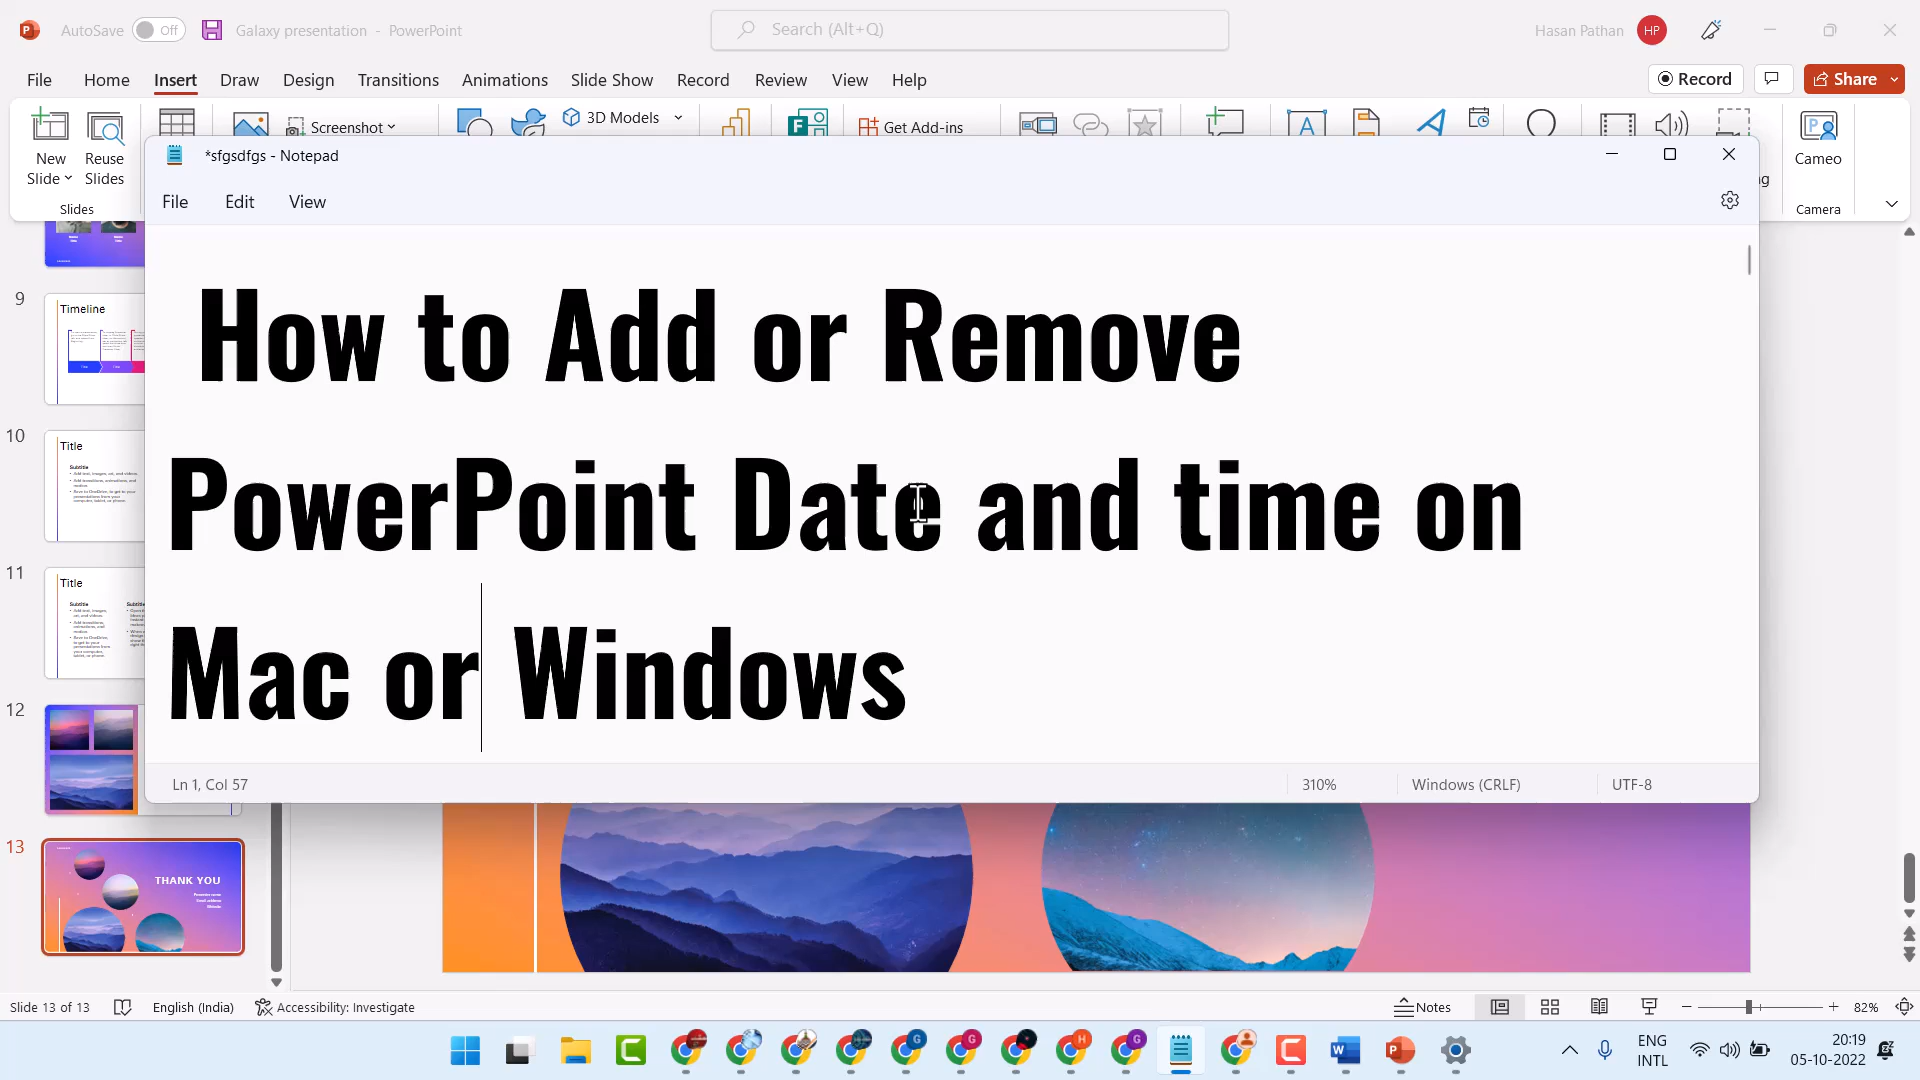 AutoSave Off Galaxy presentation - PowerPoint Search (Alt+Q) Hasan Pathan HP
File Home Insert Draw Design Transitions Animations Slide Show Record Review View Help Record Share
New Slide
Reuse Slides
Slides
Screenshot
3D Models
Get Add-ins
Cameo
Camera
*sfgsdfgs - Notepad
File Edit View
How to Add or Remove
PowerPoint Date and time on
Mac or Windows
Ln 1, Col 57 310% Windows (CRLF) UTF-8
9
Timeline
10
Title
Subtitle
11
Title
Subtitle
12
13
THANK YOU
Slide 13 of 13 English (India) Accessibility: Investigate Notes 82%
ENG
INTL
20:19
05-10-2022